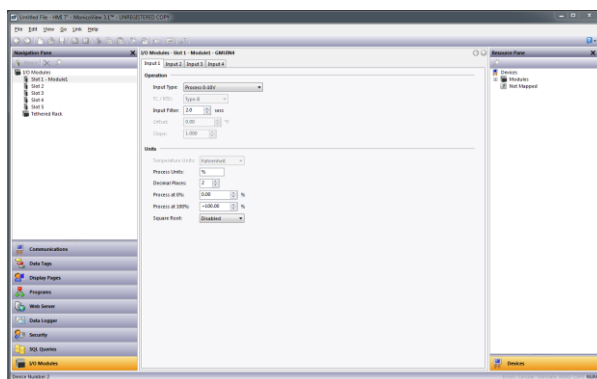 Untitled File - HMI 7" - MonicoView 3.1™ - UNREGISTERED COPY
File Edit View Go Link Help
Navigation Pane
I/O Modules - Slot 1 - Module1 - GMSIN4
Resource Pane
I/O Modules
Slot 1 - Module1
Slot 2
Slot 3
Slot 4
Slot 5
Tethered Rack
Input 1 Input 2 Input 3 Input 4
Operation
Input Type: Process 0-10V
TC / RTD: Type B
Input Filter: 2.0 secs
Offset: 0.00 °F
Slope: 1.000
Units
Temperature Units: Fahrenheit
Process Units: %
Decimal Places: 2
Process at 0%: 0.00 %
Process at 100%: +100.00 %
Square Root: Disabled
Devices
Modules
Not Mapped
Communications
Data Tags
Display Pages
Programs
Web Server
Data Logger
Security
SQL Queries
I/O Modules
Devices
Device Number 2
NUM